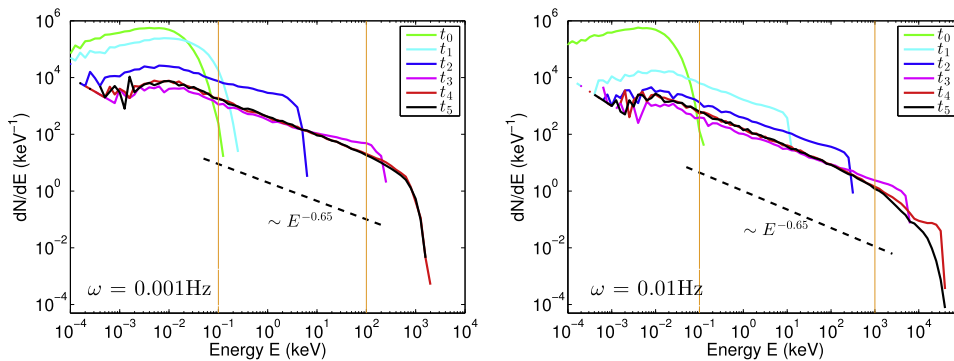 10^6
10^4
10^2
10^0
10^-2
10^-4
dN/dE (keV^-1)
t_0
t_1
t_2
t_3
t_4
t_5
∼ E^-0.65
ω = 0.001Hz
10^-4 10^-3 10^-2 10^-1 10^0 10^1 10^2 10^3 10^4
Energy E (keV)
10^6
10^4
10^2
10^0
10^-2
10^-4
dN/dE (keV^-1)
t_0
t_1
t_2
t_3
t_4
t_5
∼ E^-0.65
ω = 0.01Hz
10^-4 10^-3 10^-2 10^-1 10^0 10^1 10^2 10^3 10^4
Energy E (keV)